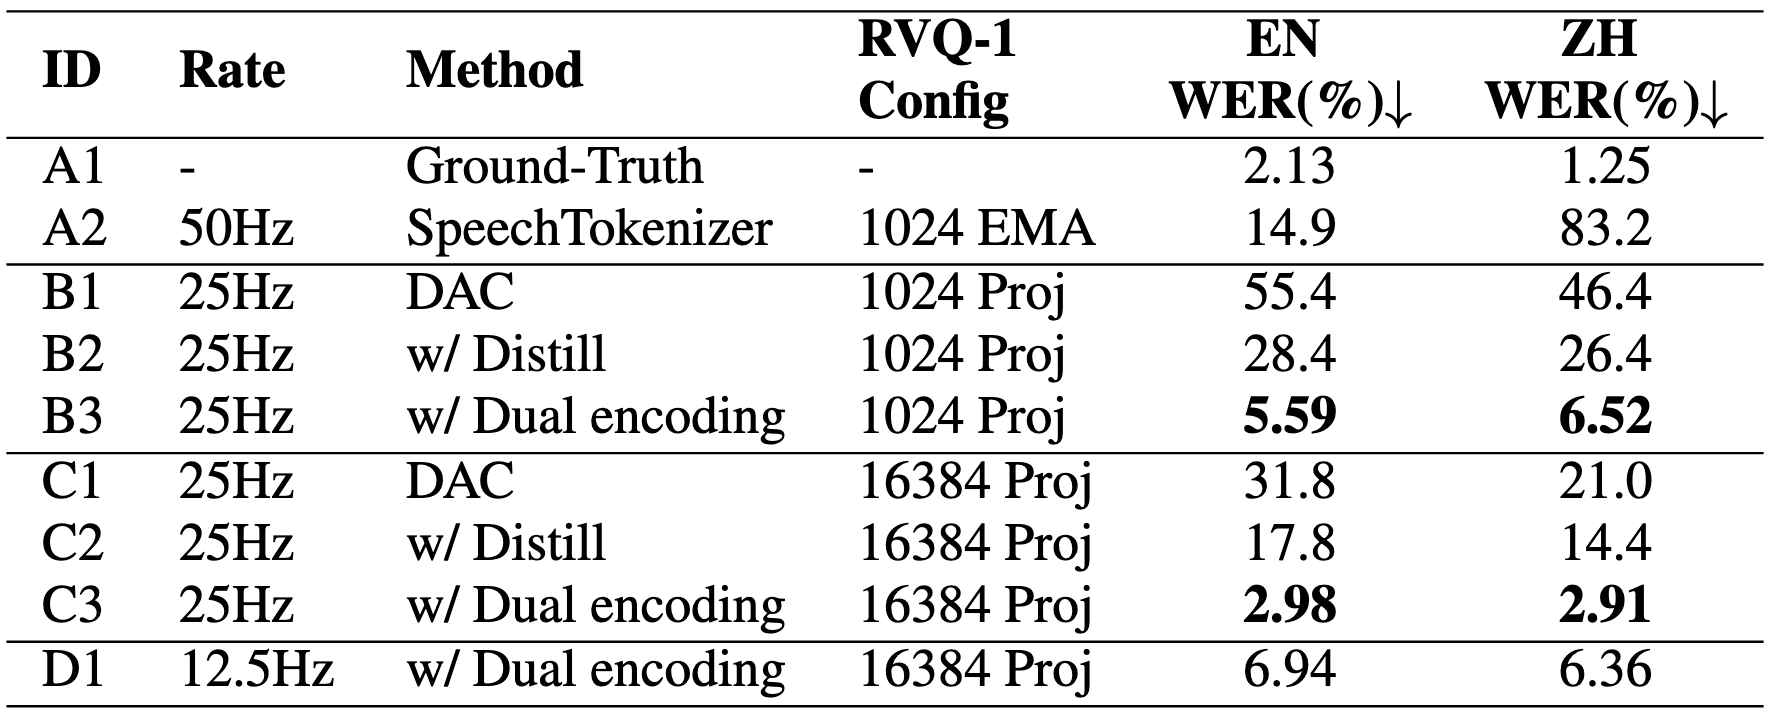 ID Rate Method RVQ-1 Config EN WER(%)↓ ZH WER(%)↓
A1 - Ground-Truth - 2.13 1.25
A2 50Hz SpeechTokenizer 1024 EMA 14.9 83.2
B1 25Hz DAC 1024 Proj 55.4 46.4
B2 25Hz w/ Distill 1024 Proj 28.4 26.4
B3 25Hz w/ Dual encoding 1024 Proj 5.59 6.52
C1 25Hz DAC 16384 Proj 31.8 21.0
C2 25Hz w/ Distill 16384 Proj 17.8 14.4
C3 25Hz w/ Dual encoding 16384 Proj 2.98 2.91
D1 12.5Hz w/ Dual encoding 16384 Proj 6.94 6.36